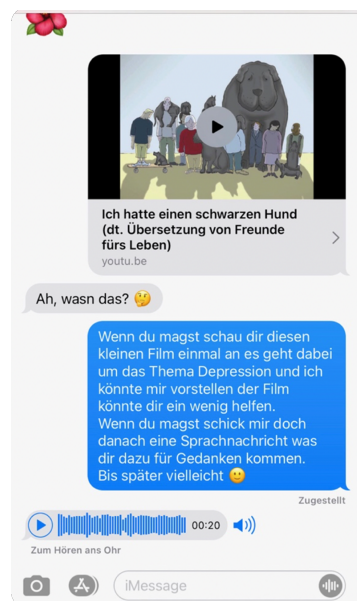 Ich hatte einen schwarzen Hund
(dt. Übersetzung von Freunde
fürs Leben)
youtu.be
Ah, wasn das? 🤔
Wenn du magst schau dir diesen
kleinen Film einmal an es geht dabei
um das Thema Depression und ich
könnte mir vorstellen der Film
könnte dir ein wenig helfen.
Wenn du magst schick mir doch
danach eine Sprachnachricht was
dir dazu für Gedanken kommen.
Bis später vielleicht 🙂
Zugestellt
00:20
Zum Hören ans Ohr
iMessage